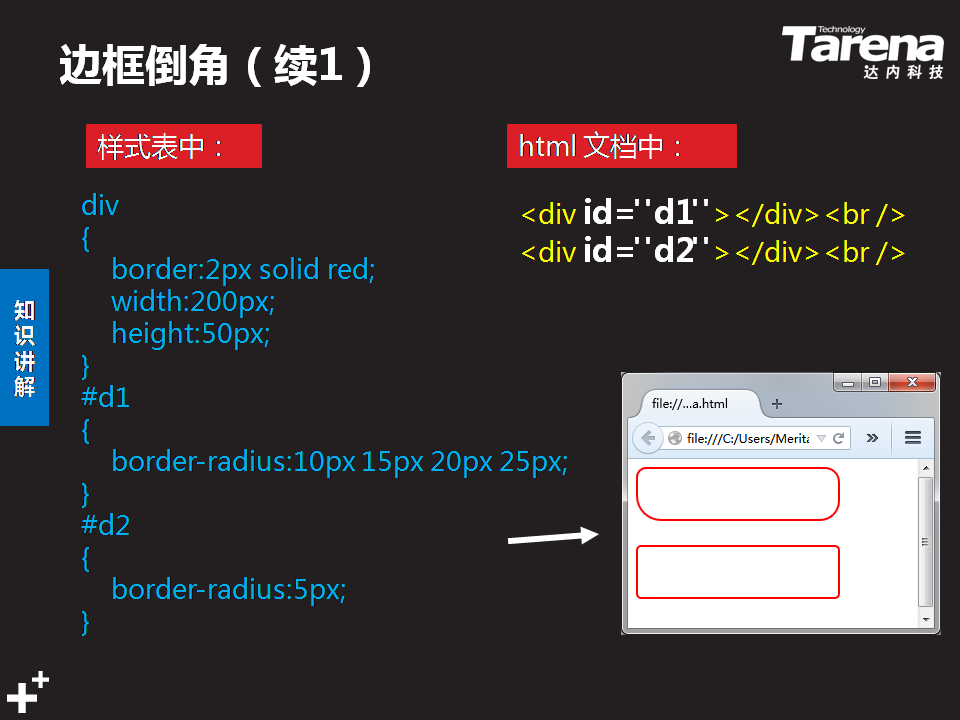 边框倒角（续1）
Technology
Tarena
达内科技
样式表中：
div
{
border:2px solid red;
width:200px;
height:50px;
}
#d1
{
border-radius:10px 15px 20px 25px;
}
#d2
{
border-radius:5px;
}
html 文档中：
<div id="d1"></div><br />
<div id="d2"></div><br />
知识讲解
file://...a.html
file:///C:/Users/Merita